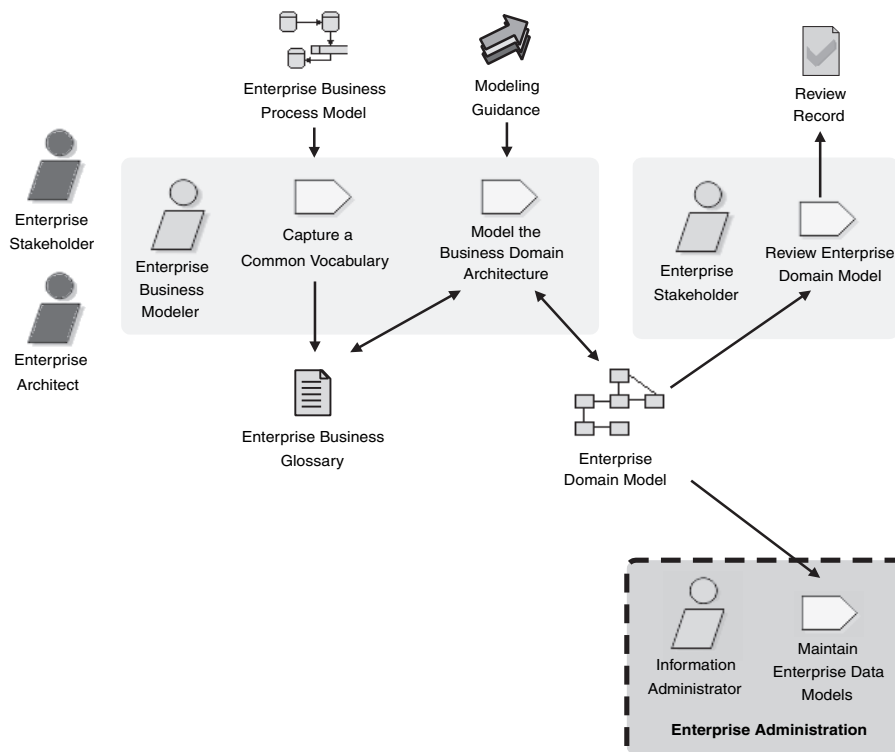 Enterprise Business
Process Model
Modeling
Guidance
Review
Record
Enterprise
Stakeholder
Enterprise
Architect
Enterprise
Business
Modeler
Capture a
Common Vocabulary
Model the
Business Domain
Architecture
Enterprise
Stakeholder
Review Enterprise
Domain Model
Enterprise Business
Glossary
Enterprise
Domain Model
Information
Administrator
Maintain
Enterprise Data
Models
Enterprise Administration